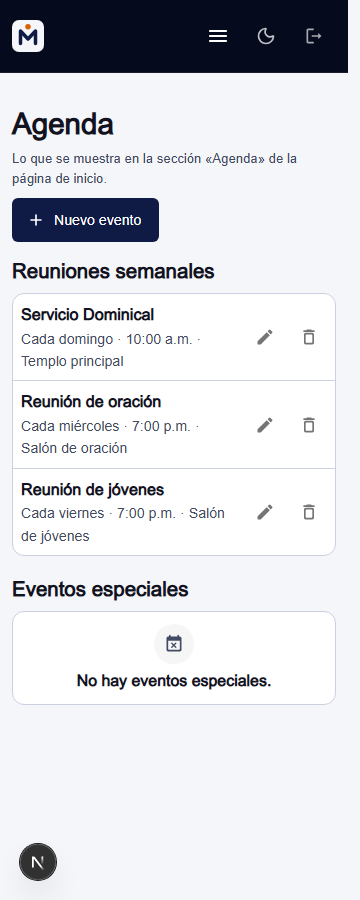 M
Agenda
Lo que se muestra en la sección «Agenda» de la
página de inicio.
+ Nuevo evento
Reuniones semanales
Servicio Dominical
Cada domingo · 10:00 a.m. ·
Templo principal
Reunión de oración
Cada miércoles · 7:00 p.m. ·
Salón de oración
Reunión de jóvenes
Cada viernes · 7:00 p.m. · Salón
de jóvenes
Eventos especiales
No hay eventos especiales.
N